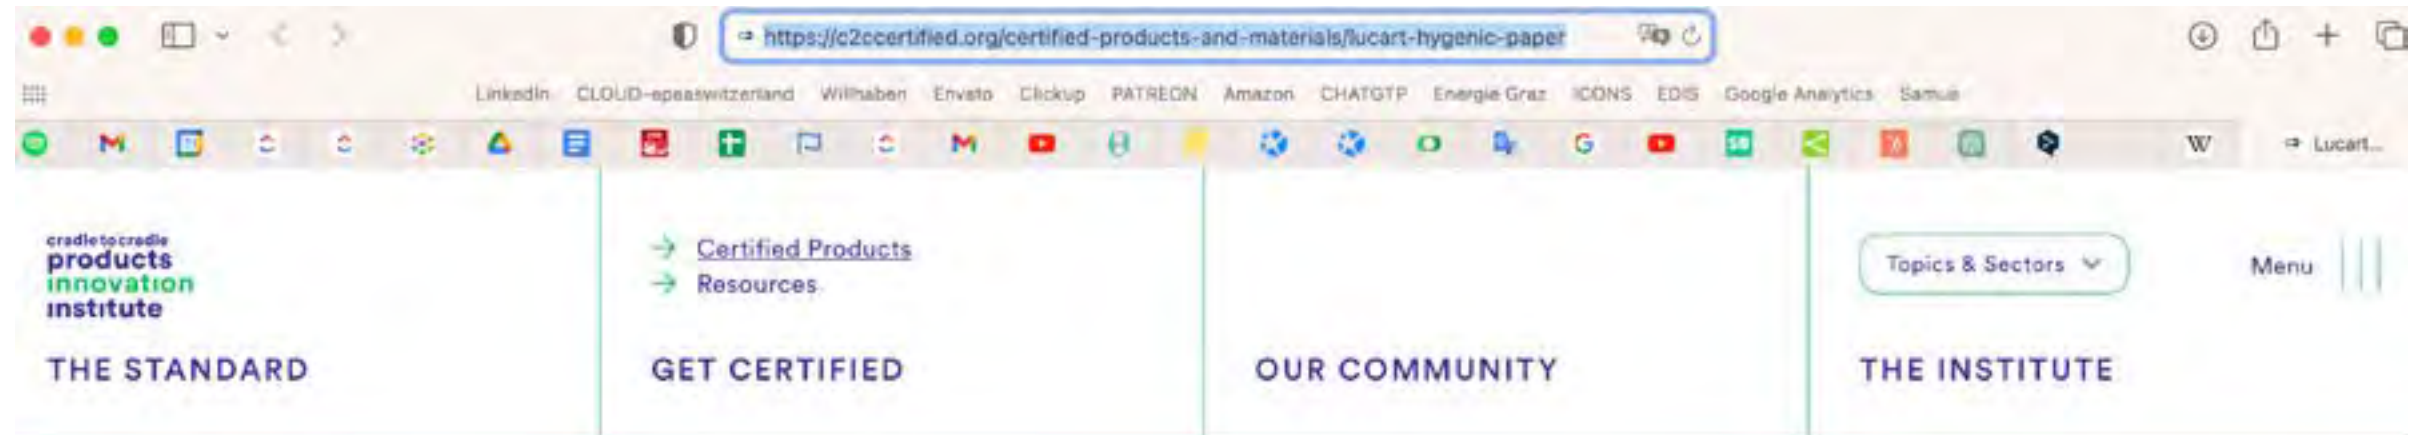 https://c2ccertified.org/certified-products-and-materials/lucart-hygenic-paper
LinkedIn CLOUD-epeaswitzerland Willhaben Envato Clickup PATREON Amazon CHATGTP Energie Graz ICONS EDIS Google Analytics Samua
W Lucart...
cradletocradle
products
innovation
institute
Certified Products
Resources
Topics & Sectors
Menu
THE STANDARD
GET CERTIFIED
OUR COMMUNITY
THE INSTITUTE